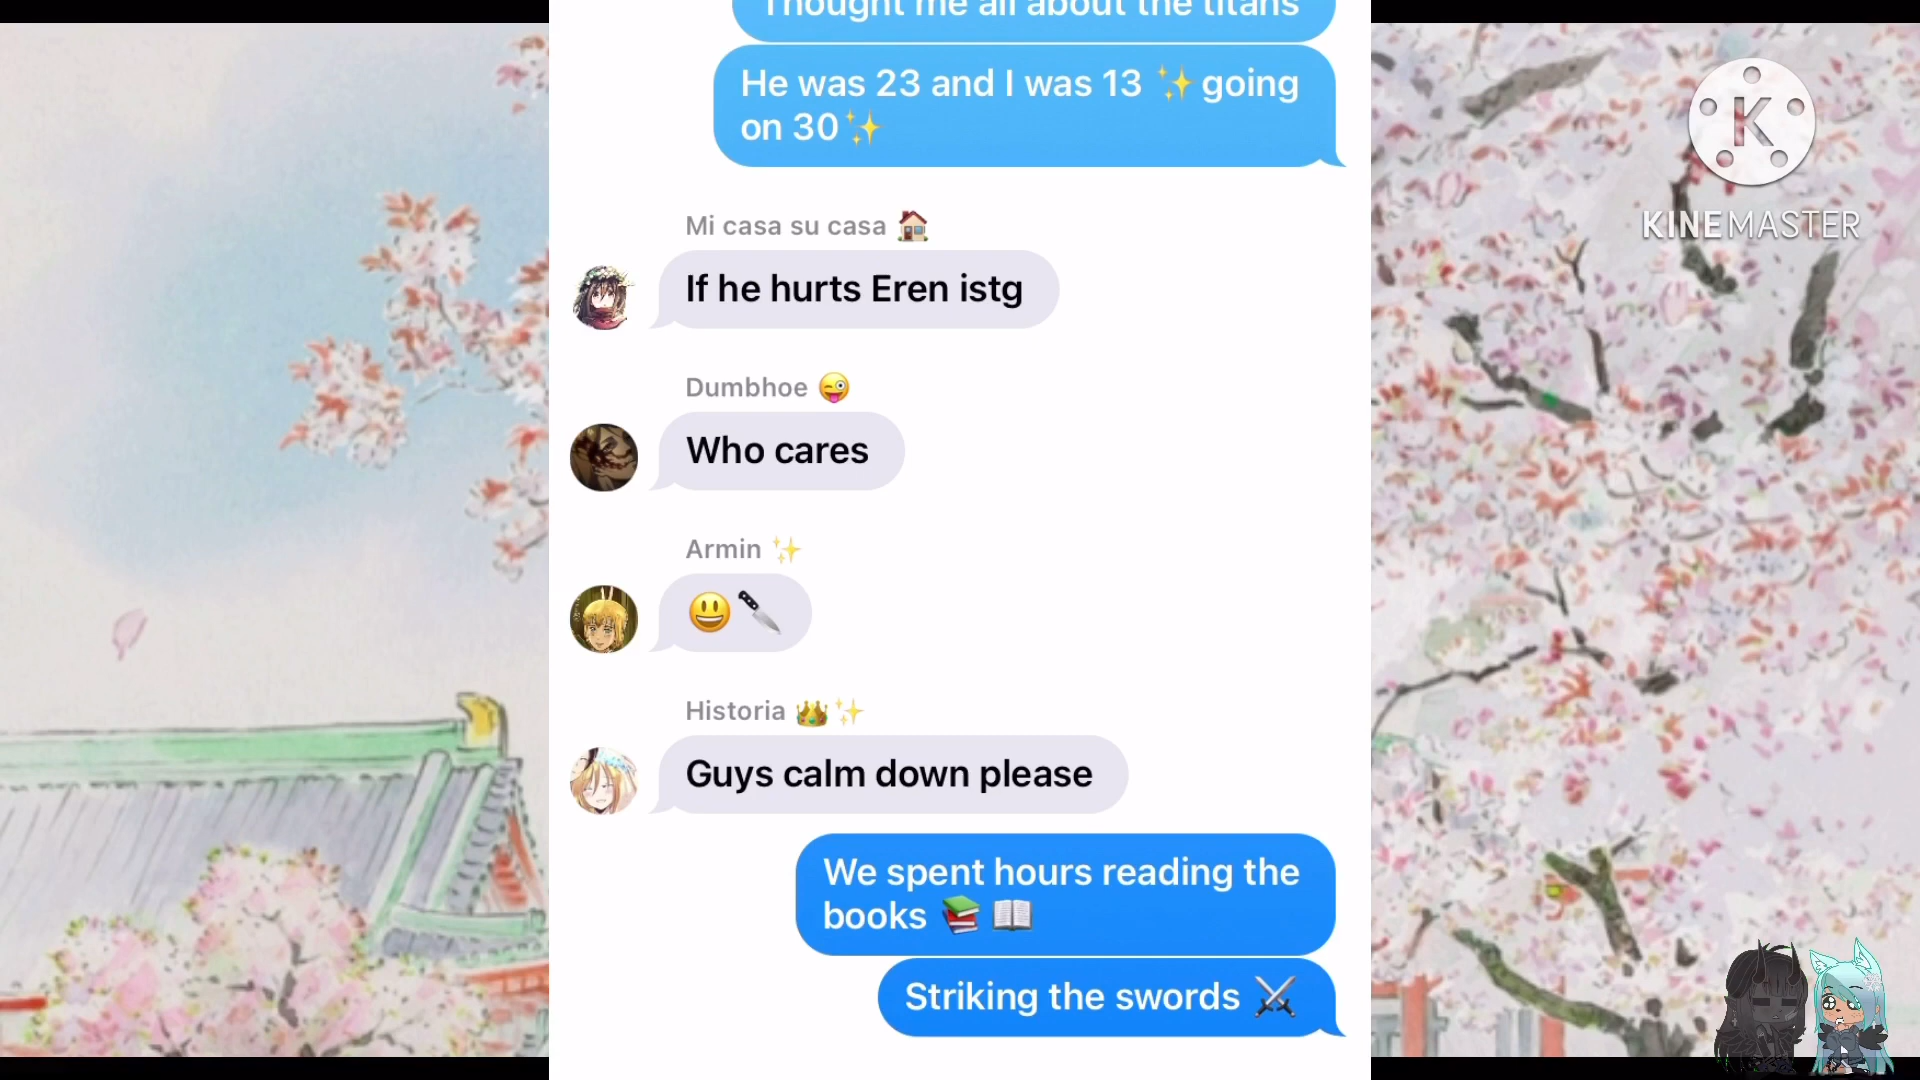 Thought me all about the titans
He was 23 and I was 13 ✨ going
on 30✨
Mi casa su casa 🏠
If he hurts Eren istg
Dumbhoe 😜
Who cares
Armin ✨
😃🔪
Historia 👑✨
Guys calm down please
We spent hours reading the
books 📚 📖
Striking the swords ⚔️
K
KINEMASTER